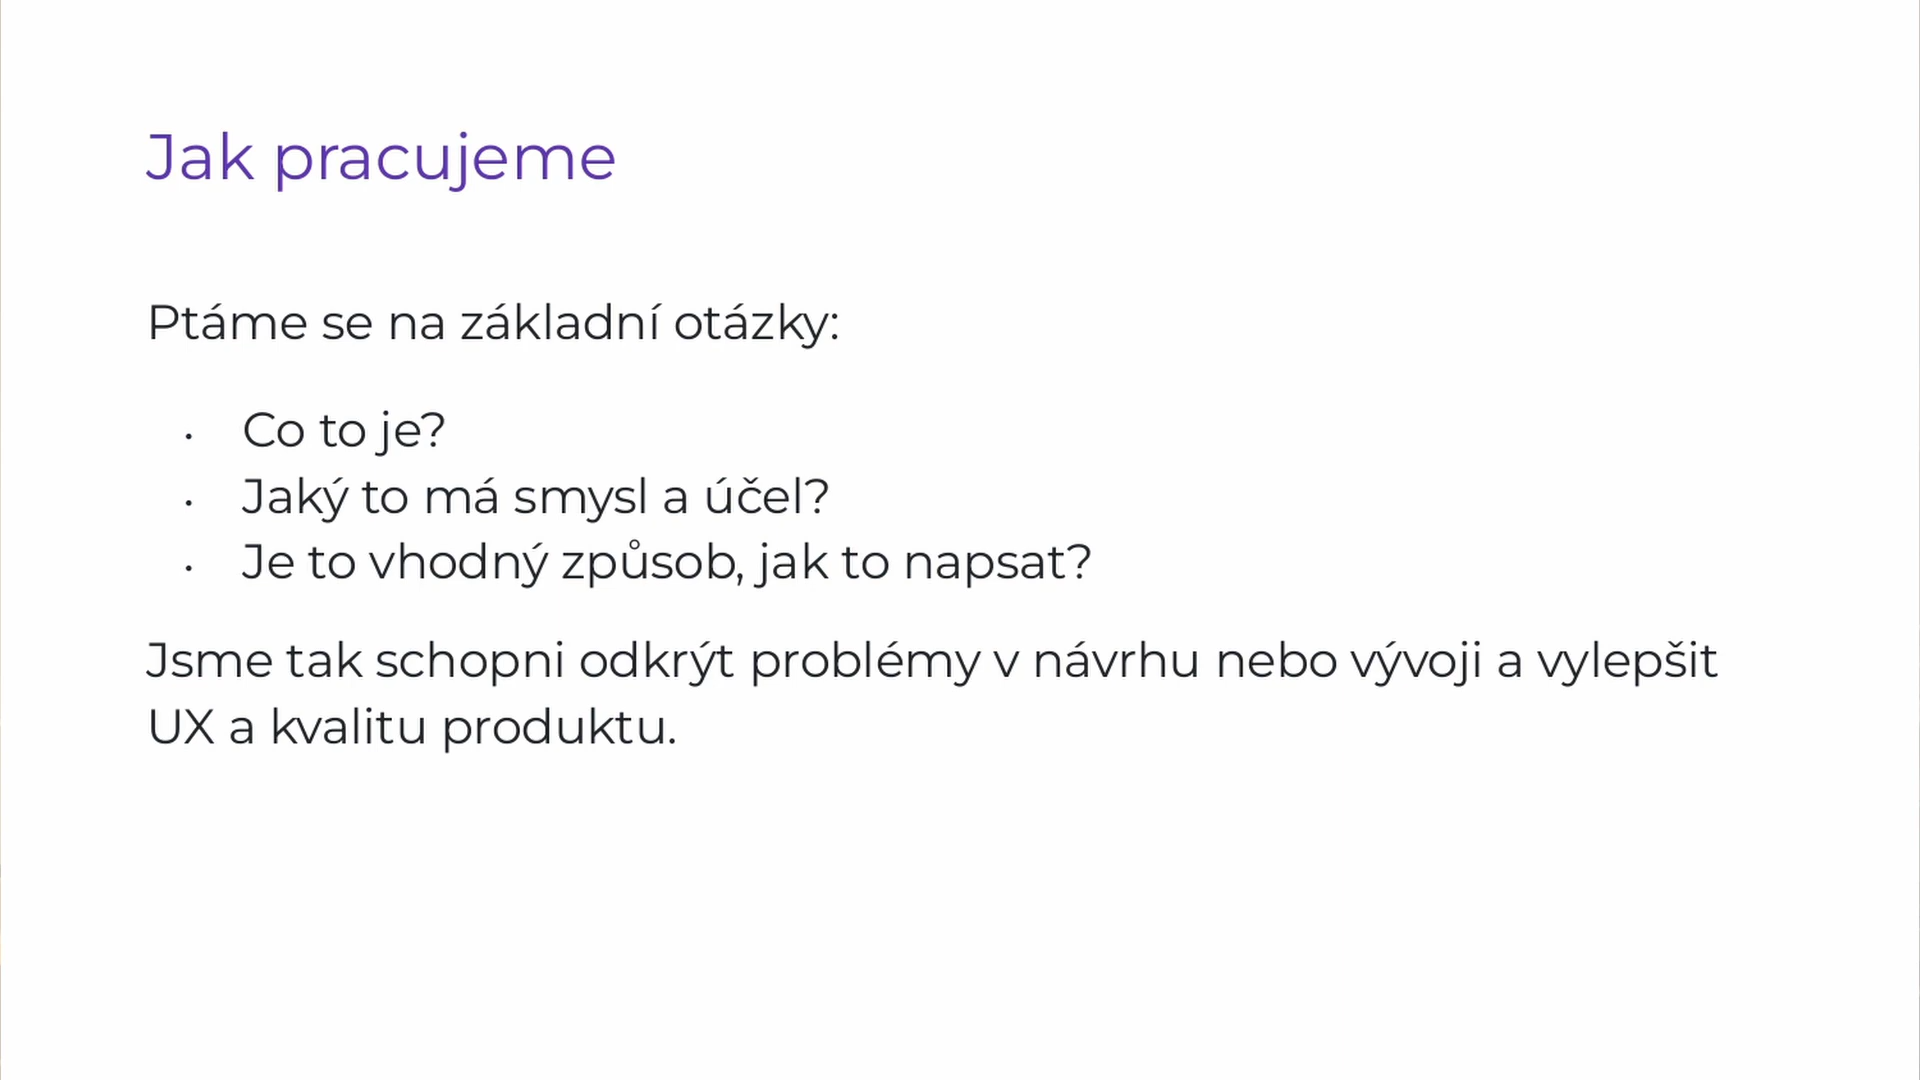 Jak pracujeme
Ptáme se na základní otázky:
• Co to je?
• Jaký to má smysl a účel?
• Je to vhodný způsob, jak to napsat?
Jsme tak schopni odkrýt problémy v návrhu nebo vývoji a vylepšit
UX a kvalitu produktu.